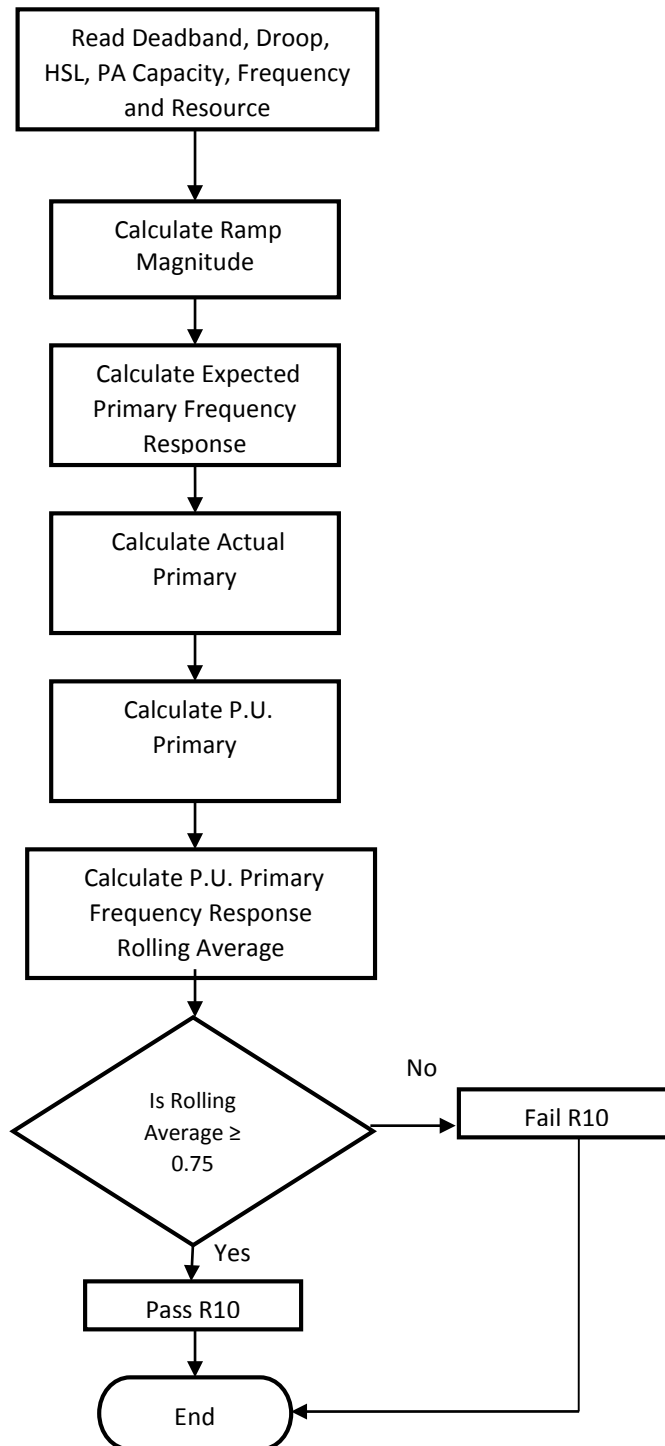 Read Deadband, Droop,
HSL, PA Capacity, Frequency
and Resource
Calculate Ramp
Magnitude
Calculate Expected
Primary Frequency
Response
Calculate Actual
Primary
Calculate P.U.
Primary
Calculate P.U. Primary
Frequency Response
Rolling Average
Is Rolling
Average ≥
0.75
No
Fail R10
Yes
Pass R10
End